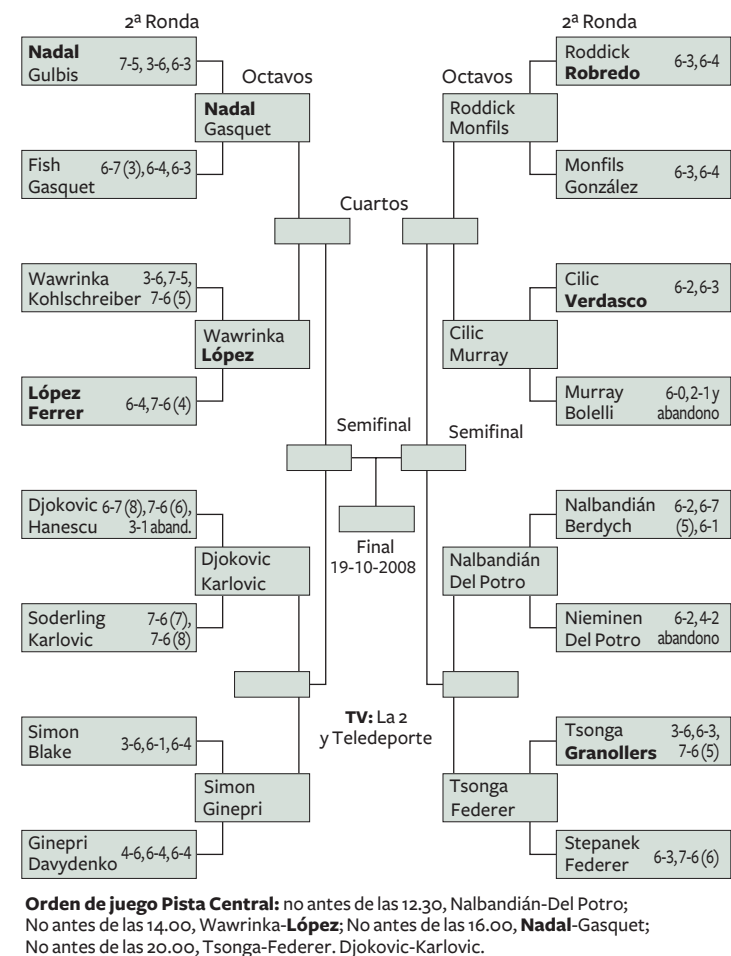 2ª Ronda
Nadal
Gulbis
7-5, 3-6, 6-3
Octavos
Nadal
Gasquet
Fish
Gasquet
6-7 (3), 6-4, 6-3
Cuartos
Wawrinka
Kohlschreiber
3-6, 7-5,
7-6 (5)
Wawrinka
López
López
Ferrer
6-4, 7-6 (4)
Semifinal
Djokovic
Hanescu
6-7 (8), 7-6 (6),
3-1 aband.
Djokovic
Karlovic
Soderling
Karlovic
7-6 (7),
7-6 (8)
Simon
Blake
3-6, 6-1, 6-4
Simon
Ginepri
Ginepri
Davydenko
4-6, 6-4, 6-4
2ª Ronda
Roddick
Robredo
6-3, 6-4
Octavos
Roddick
Monfils
Monfils
González
6-3, 6-4
Cilic
Verdasco
6-2, 6-3
Cilic
Murray
Murray
Bolelli
6-0, 2-1 y
abandono
Semifinal
Nalbandián
Berdych
6-2, 6-7
(5), 6-1
Nalbandián
Del Potro
Nieminen
Del Potro
6-2, 4-2
abandono
Tsonga
Granollers
3-6, 6-3,
7-6 (5)
Tsonga
Federer
Stepanek
Federer
6-3, 7-6 (6)
Final
19-10-2008
TV: La 2
y Teledeporte
Orden de juego Pista Central: no antes de las 12.30, Nalbandián-Del Potro;
No antes de las 14.00, Wawrinka-López; No antes de las 16.00, Nadal-Gasquet;
No antes de las 20.00, Tsonga-Federer. Djokovic-Karlovic.